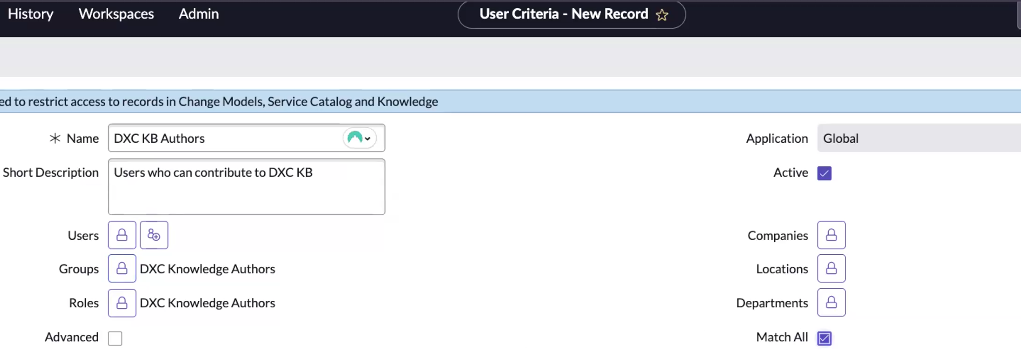 History Workspaces Admin User Criteria - New Record
ed to restrict access to records in Change Models, Service Catalog and Knowledge
Name DXC KB Authors Application Global
Short Description Users who can contribute to DXC KB Active
Users Companies
Groups DXC Knowledge Authors Locations
Roles DXC Knowledge Authors Departments
Advanced Match All